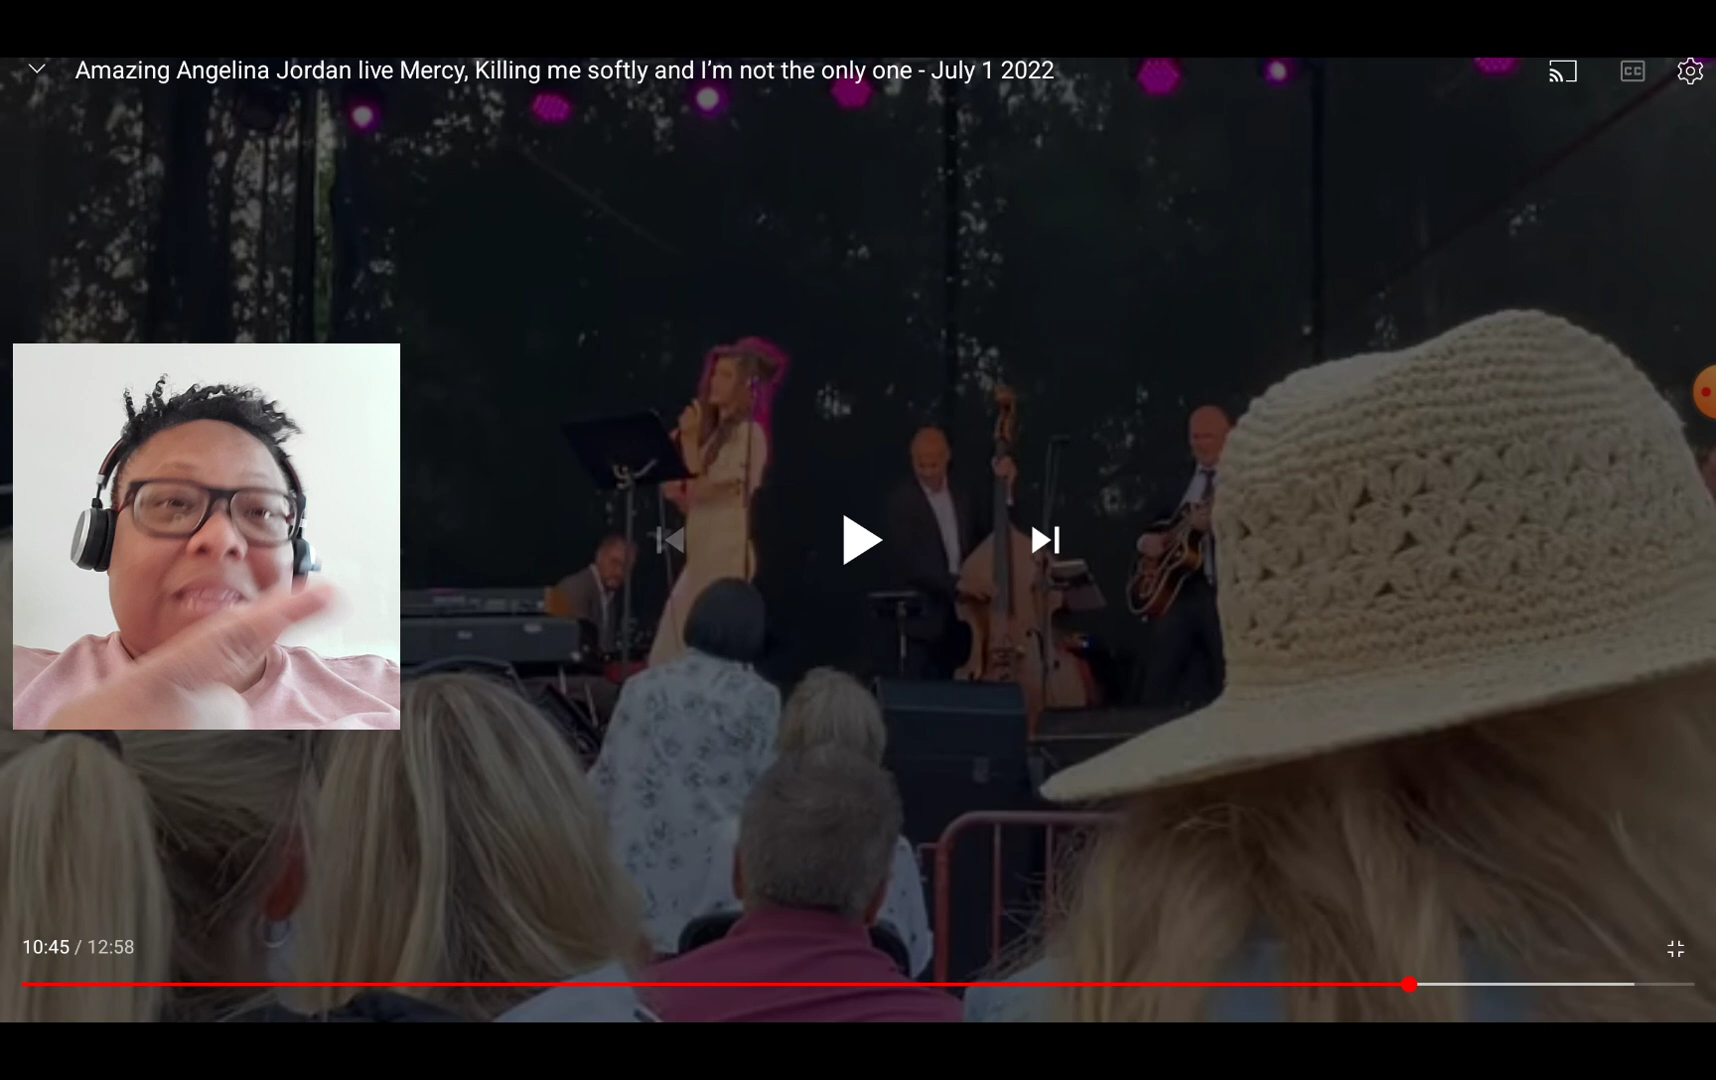 Amazing Angelina Jordan live Mercy, Killing me softly and I’m not the only one - July 1 2022
CC
10:45 / 12:58